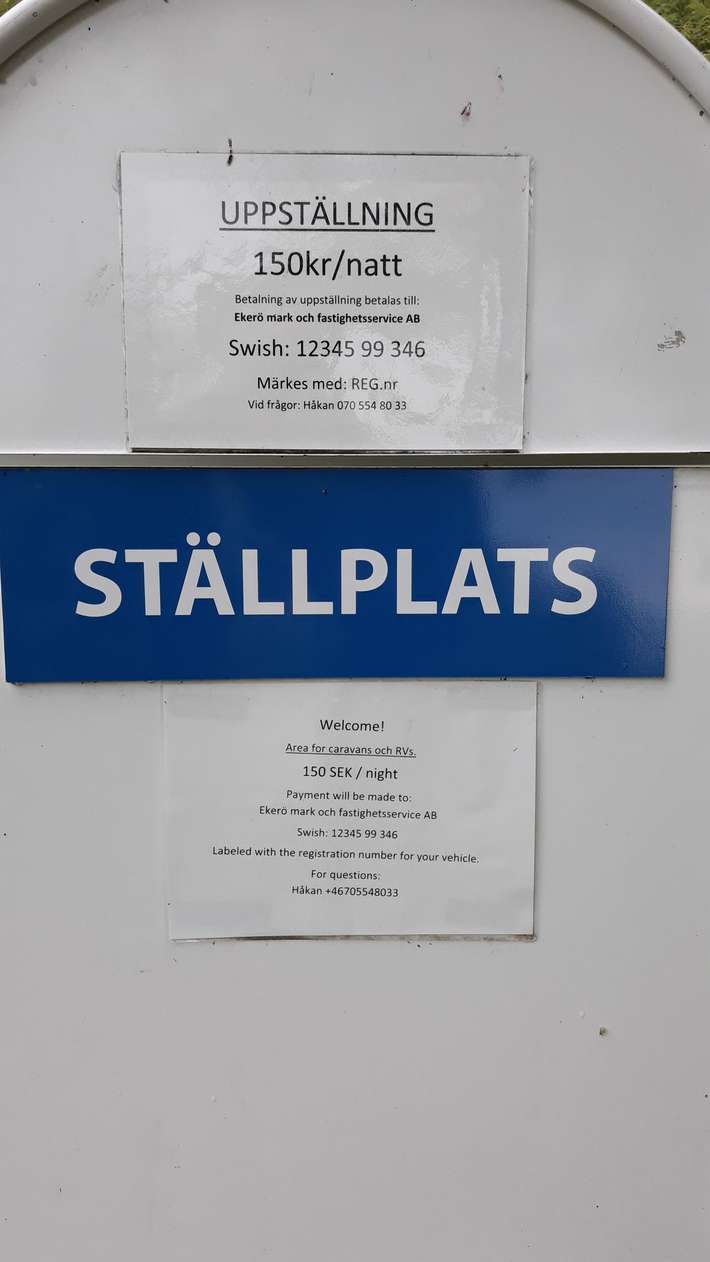 UPPSTÄLLNING
150kr/natt
Betalning av uppställning betalas till:
Ekerö mark och fastighetsservice AB
Swish: 12345 99 346
Märkes med: REG.nr
Vid frågor: Håkan 070 554 80 33
STÄLLPLATS
Welcome!
Area for caravans och RVs.
150 SEK / night
Payment will be made to:
Ekerö mark och fastighetsservice AB
Swish: 12345 99 346
Labeled with the registration number for your vehicle.
For questions:
Håkan +46705548033